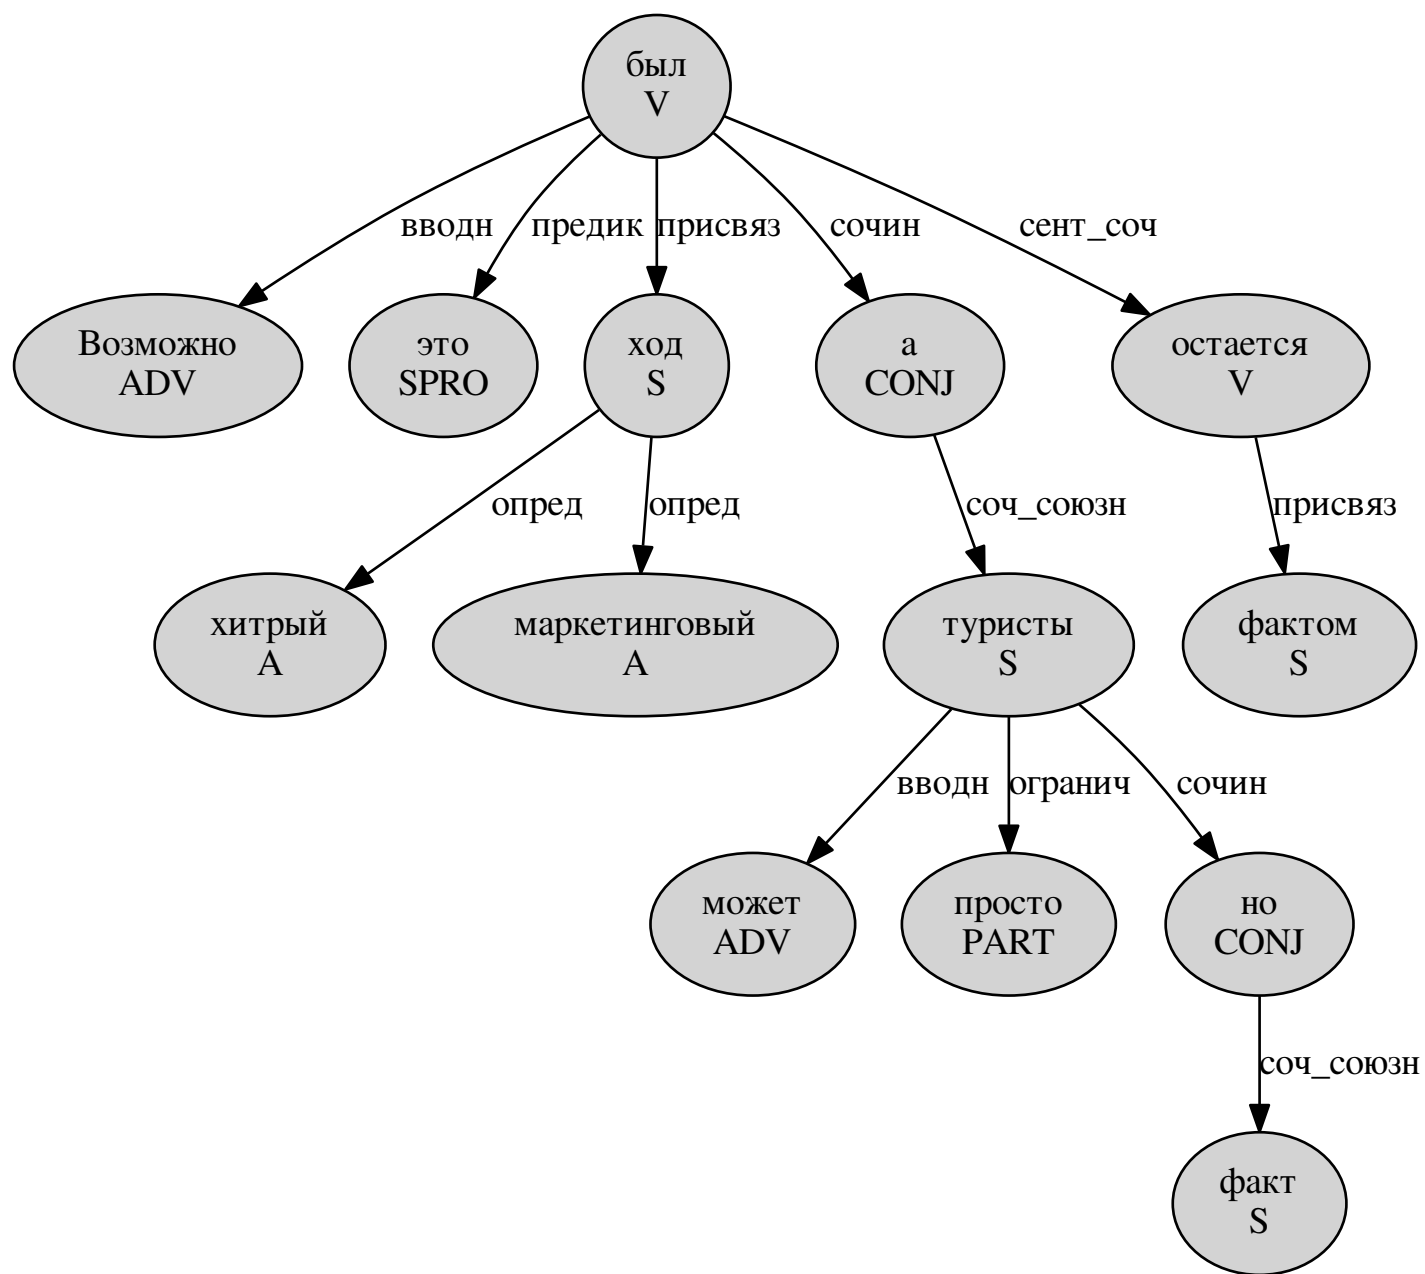 был
V
вводн
предик
присвяз
сочин
сент_соч
Возможно
ADV
это
SPRO
ход
S
а
CONJ
остается
V
опред
опред
соч_союзн
присвяз
хитрый
A
маркетинговый
A
туристы
S
фактом
S
вводн
огранич
сочин
может
ADV
просто
PART
но
CONJ
соч_союзн
факт
S